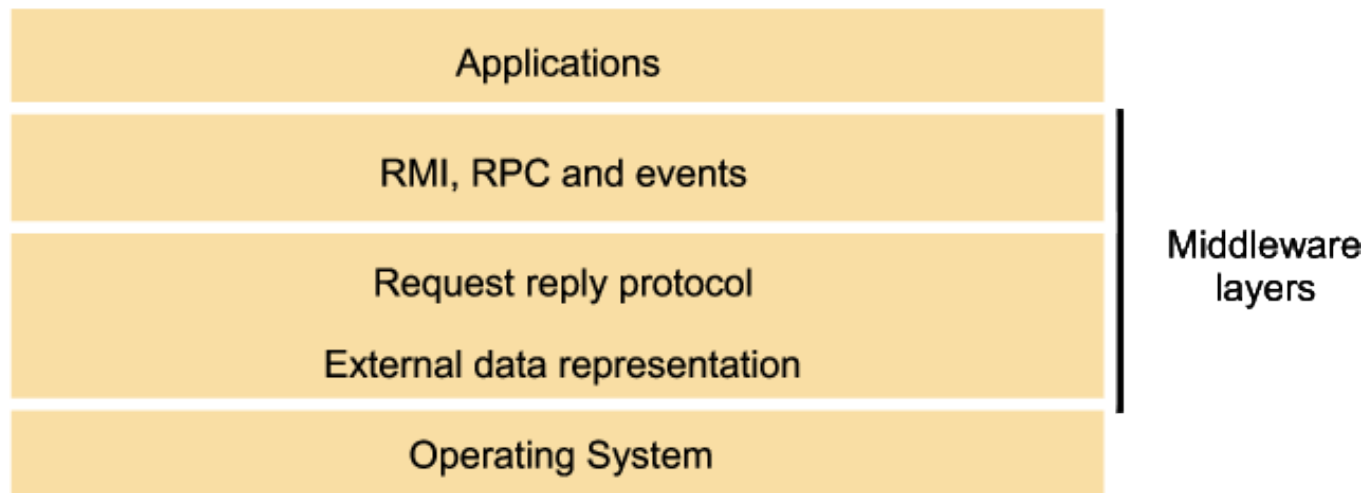 Applications
RMI, RPC and events
Request reply protocol
External data representation
Operating System
Middleware
layers